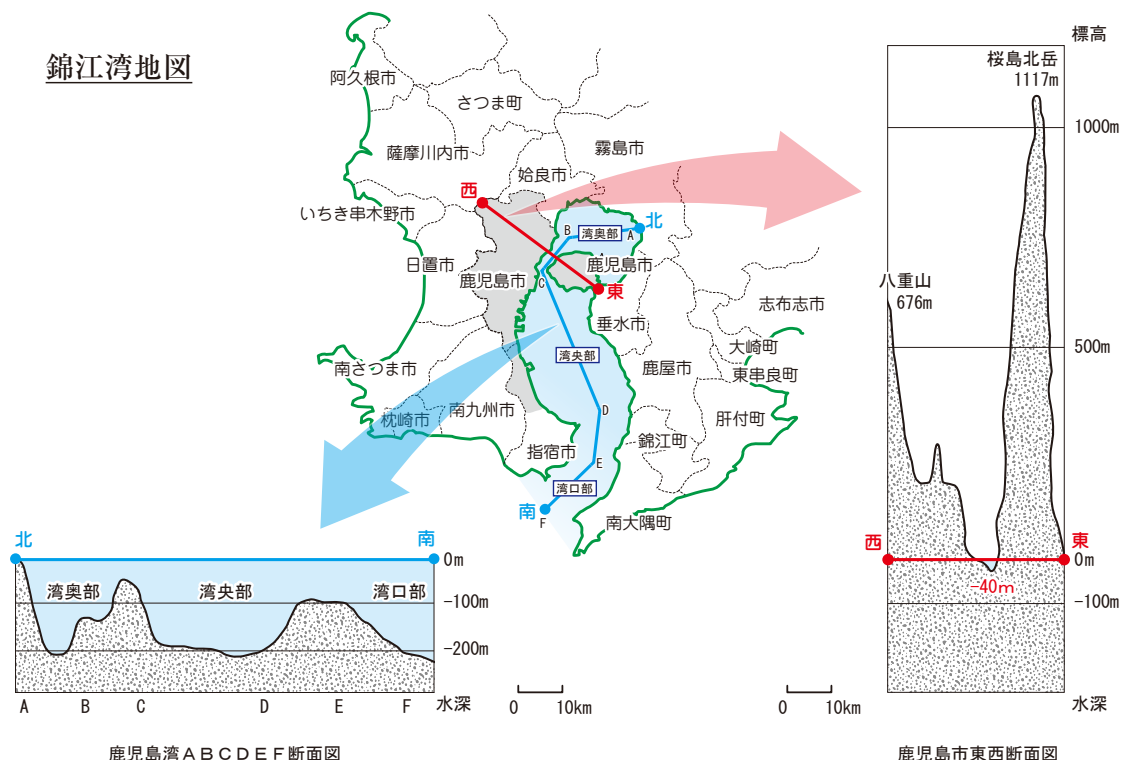 錦江湾地図
阿久根市
さつま町
薩摩川内市
霧島市
姶良市
西
いちき串木野市
北
B
湾奥部
A
日置市
鹿児島市
鹿児島市
C
東
垂水市
志布志市
湾央部
大崎町
南さつま市
鹿屋市
東串良町
枕崎市
南九州市
D
肝付町
錦江町
指宿市
E
湾口部
南
F
南大隅町
標高
桜島北岳
1117m
1000m
八重山
676m
500m
西
東
0m
-40m
-100m
水深
北
南
0m
湾奥部
湾央部
湾口部
-100m
-200m
A
B
C
D
E
F
水深
0
10km
0
10km
鹿児島湾ABCDEF断面図
鹿児島市東西断面図